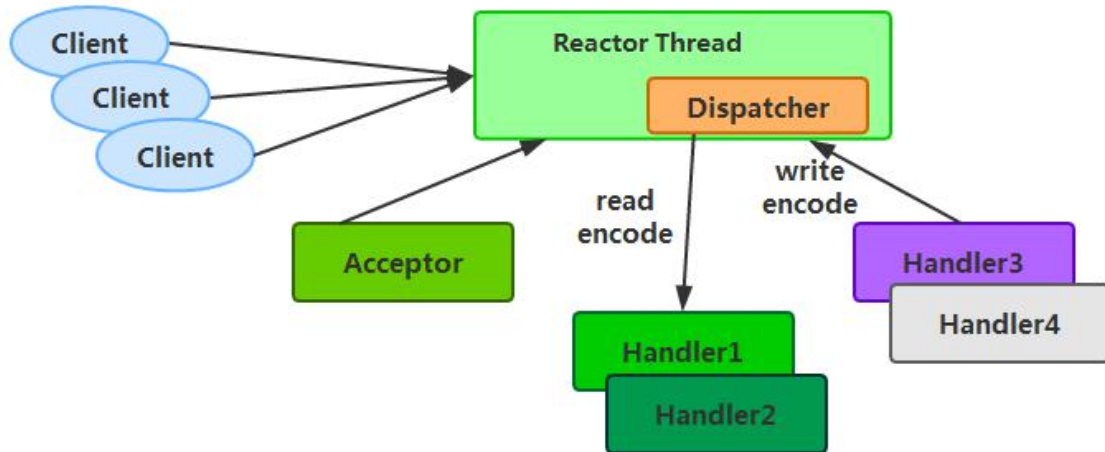 Client
Client
Client
Reactor Thread
Dispatcher
read
encode
write
encode
Acceptor
Handler1
Handler2
Handler3
Handler4